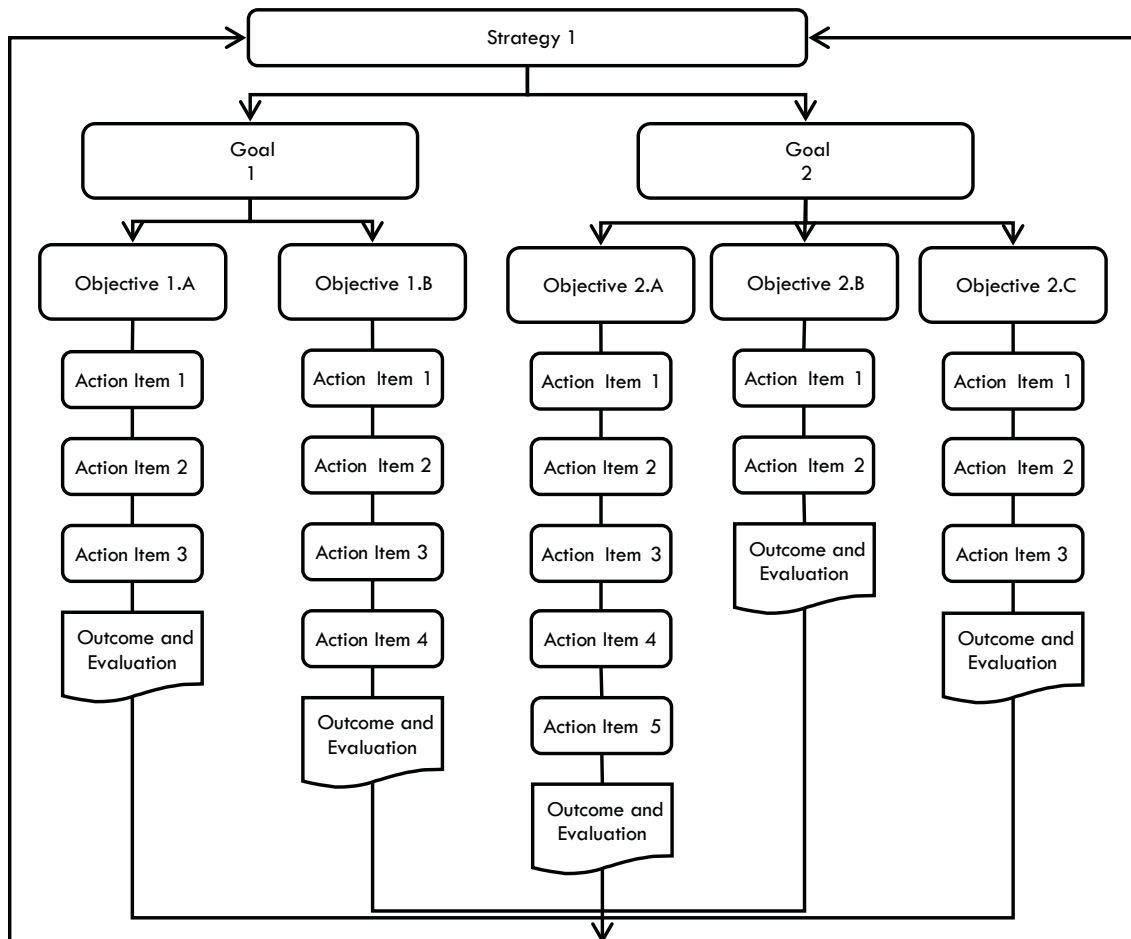 Strategy 1
Goal
1
Goal
2
Objective 1.A
Objective 1.B
Objective 2.A
Objective 2.B
Objective 2.C
Action Item 1
Action Item 2
Action Item 3
Outcome and
Evaluation
Action Item 1
Action Item 2
Action Item 3
Action Item 4
Outcome and
Evaluation
Action Item 1
Action Item 2
Action Item 3
Action Item 4
Action Item 5
Outcome and
Evaluation
Action Item 1
Action Item 2
Outcome and
Evaluation
Action Item 1
Action Item 2
Action Item 3
Outcome and
Evaluation